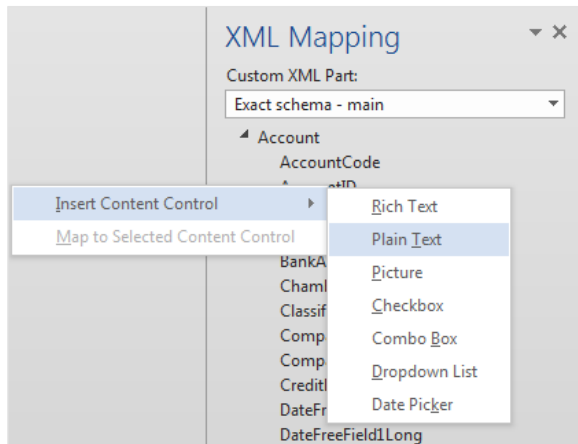 XML Mapping
Custom XML Part:
Exact schema - main
Account
AccountCode
Insert Content Control
Map to Selected Content Control
Rich Text
Plain Text
Picture
Checkbox
Combo Box
Dropdown List
Date Picker
DateFreeField1Long